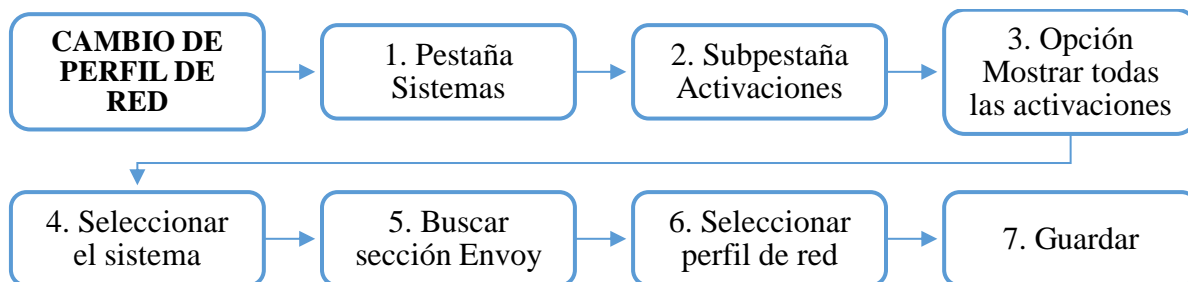 CAMBIO DE
PERFIL DE
RED
1. Pestaña
Sistemas
2. Subpestaña
Activaciones
3. Opción
Mostrar todas
las activaciones
4. Seleccionar
el sistema
5. Buscar
sección Envoy
6. Seleccionar
perfil de red
7. Guardar